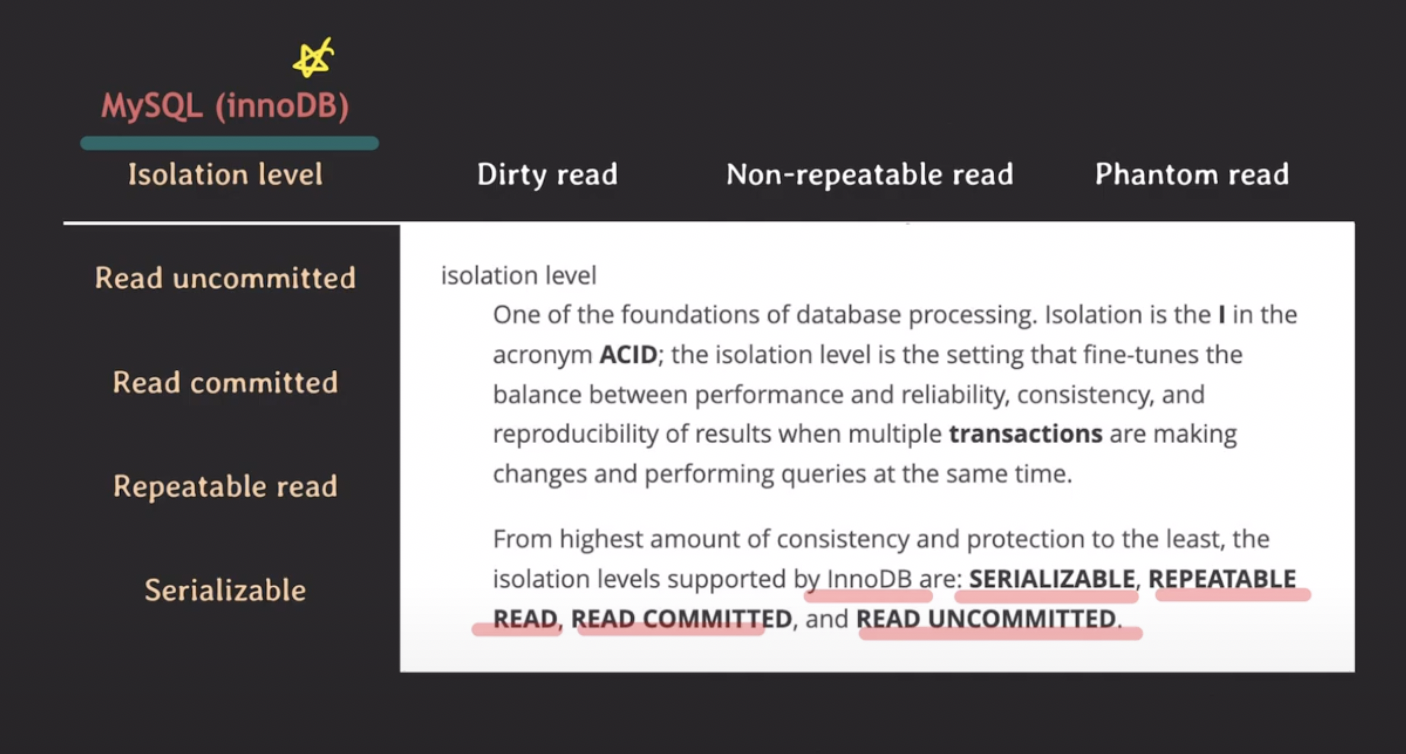 MySQL (innoDB)
Isolation level Dirty read Non-repeatable read Phantom read
Read uncommitted
Read committed
Repeatable read
Serializable
isolation level
One of the foundations of database processing. Isolation is the I in the
acronym ACID; the isolation level is the setting that fine-tunes the
balance between performance and reliability, consistency, and
reproducibility of results when multiple transactions are making
changes and performing queries at the same time.
From highest amount of consistency and protection to the least, the
isolation levels supported by InnoDB are: SERIALIZABLE, REPEATABLE
READ, READ COMMITTED, and READ UNCOMMITTED.